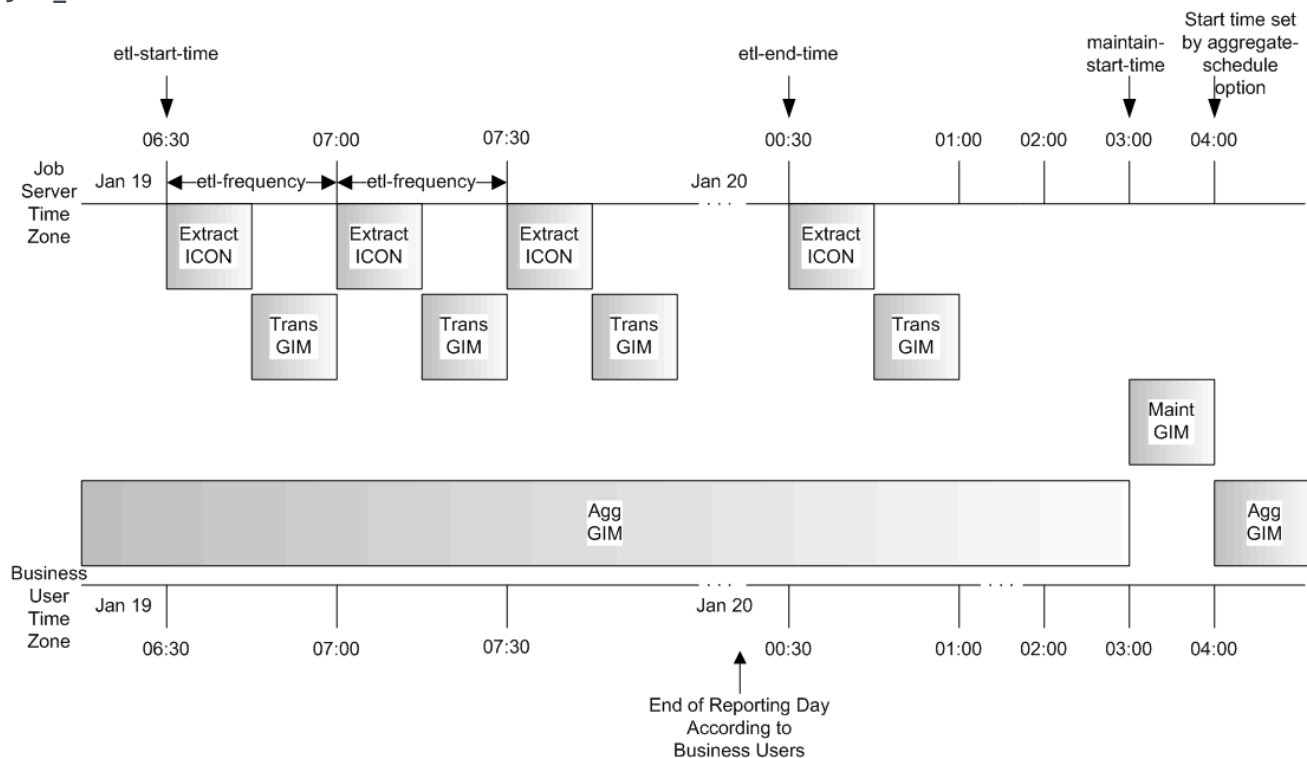 Start time set
by aggregate-
schedule
option
maintain-
start-time
etl-start-time
etl-end-time
06:30
07:00
07:30
00:30
01:00
02:00
03:00
04:00
Job
Server
Time
Zone
Jan 19
etl-frequency
etl-frequency
Jan 20
. . .
Extract
ICON
Extract
ICON
Extract
ICON
Extract
ICON
Trans
GIM
Trans
GIM
Trans
GIM
Trans
GIM
Maint
GIM
Agg
GIM
Agg
GIM
Business
User
Time
Zone
Jan 19
. . .
Jan 20
. . .
06:30
07:00
07:30
00:30
01:00
02:00
03:00
04:00
End of Reporting Day
According to
Business Users